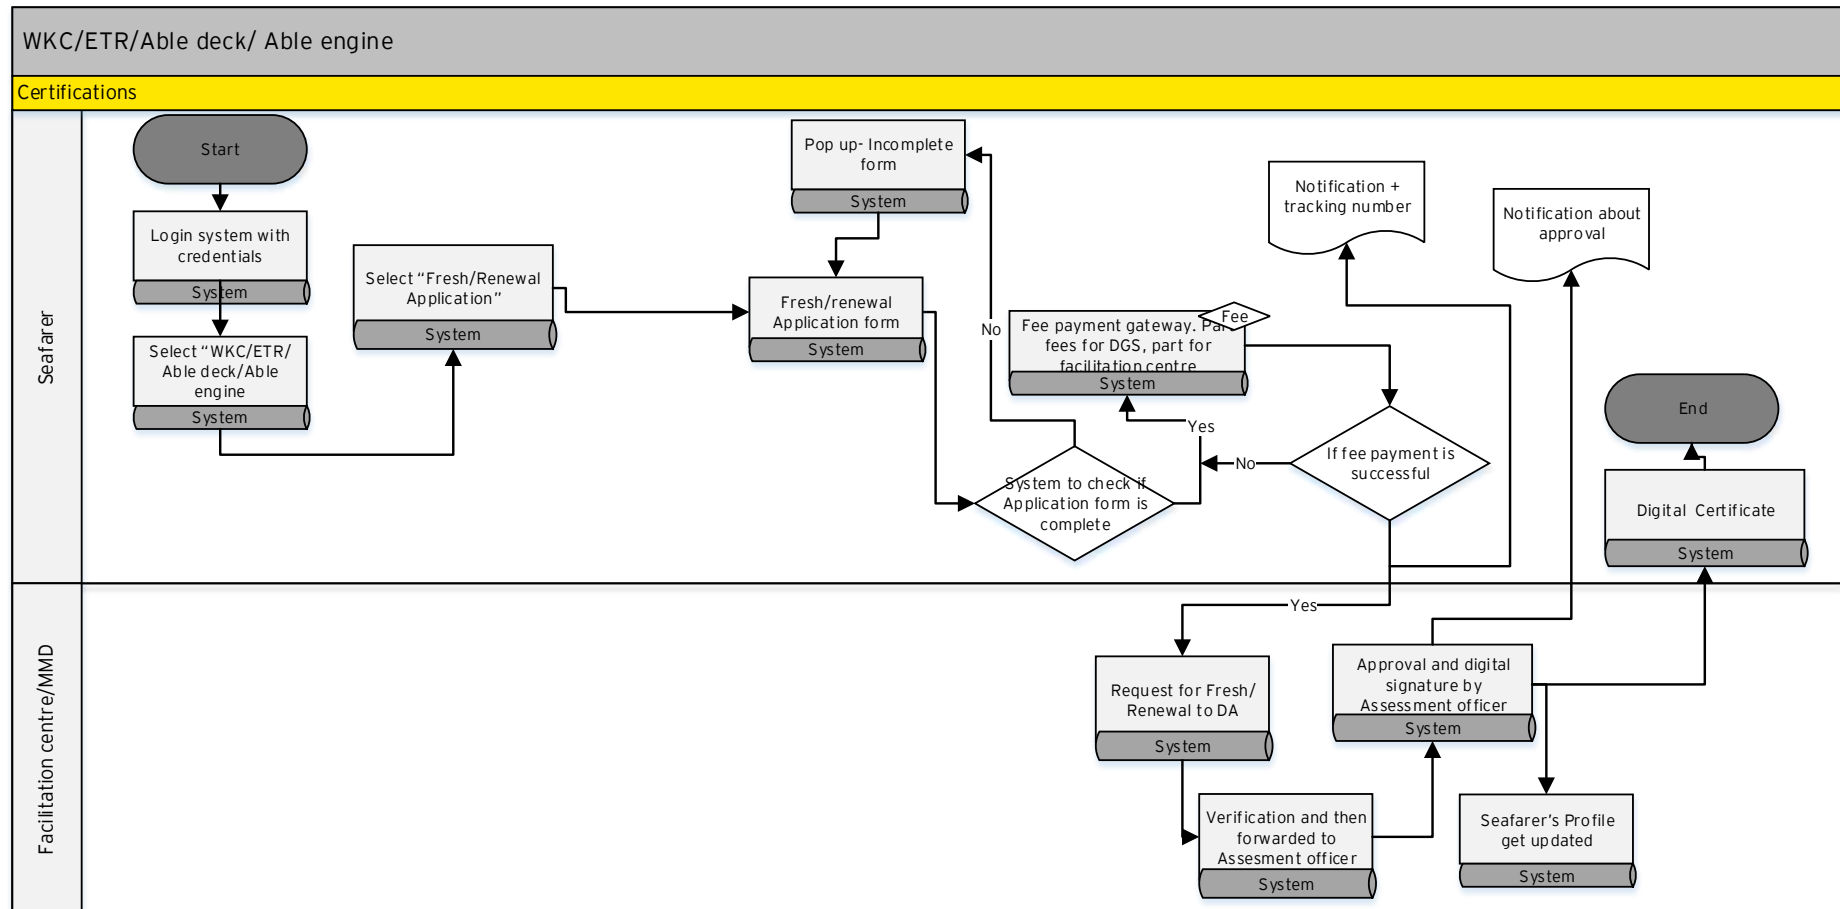 WKC/ETR/Able deck/ Able engine
Certifications
Seafarer
Start
Login system with
credentials
System
Select “WKC/ETR/
Able deck/Able
engine
System
Select “Fresh/Renewal
Application”
System
Pop up- Incomplete
form
System
Fresh/renewal
Application form
System
No
System to check if
Application form is
complete
Yes
Fee
Fee payment gateway. Part
fees for DGS, part for
facilitation centre
System
No
If fee payment is
successful
Notification +
tracking number
Notification about
approval
End
Digital Certificate
System
Facilitation centre/MMD
Yes
Request for Fresh/
Renewal to DA
System
Verification and then
forwarded to
Assesment officer
System
Approval and digital
signature by
Assessment officer
System
Seafarer’s Profile
get updated
System